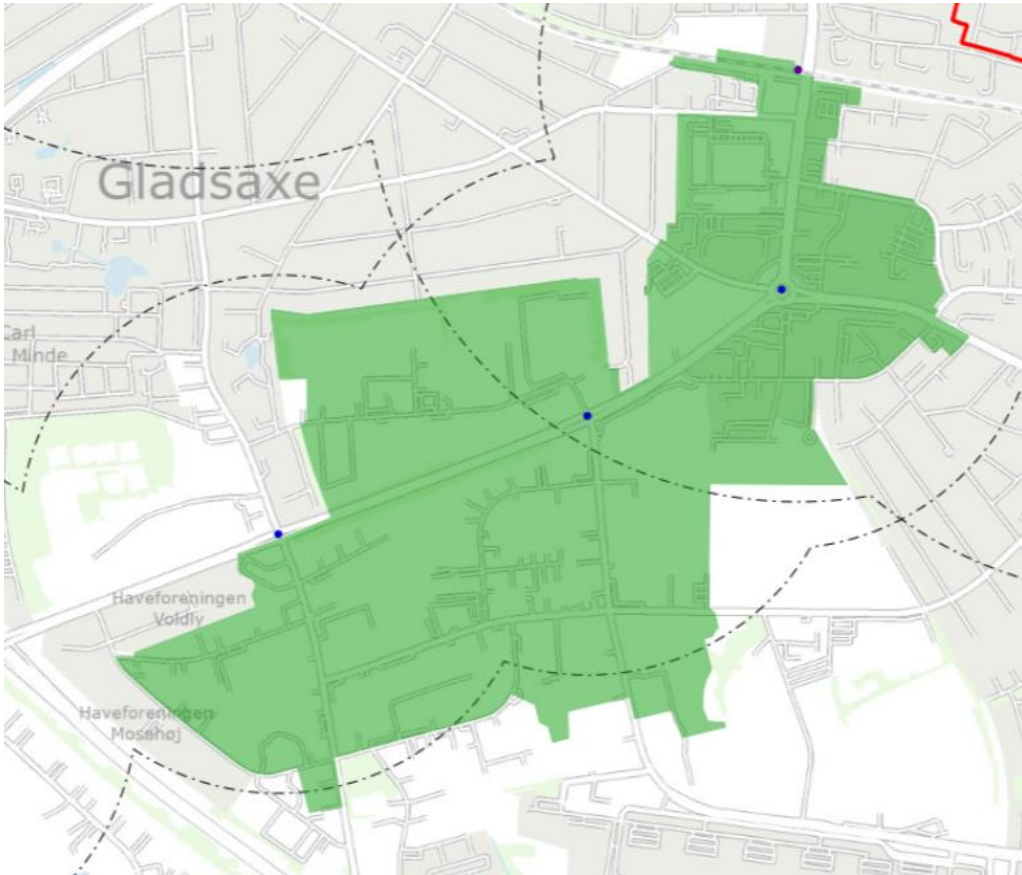 Gladsaxe
Carl
Minde
Haveforeningen
Voldly
Haveforeningen
Mosehøj